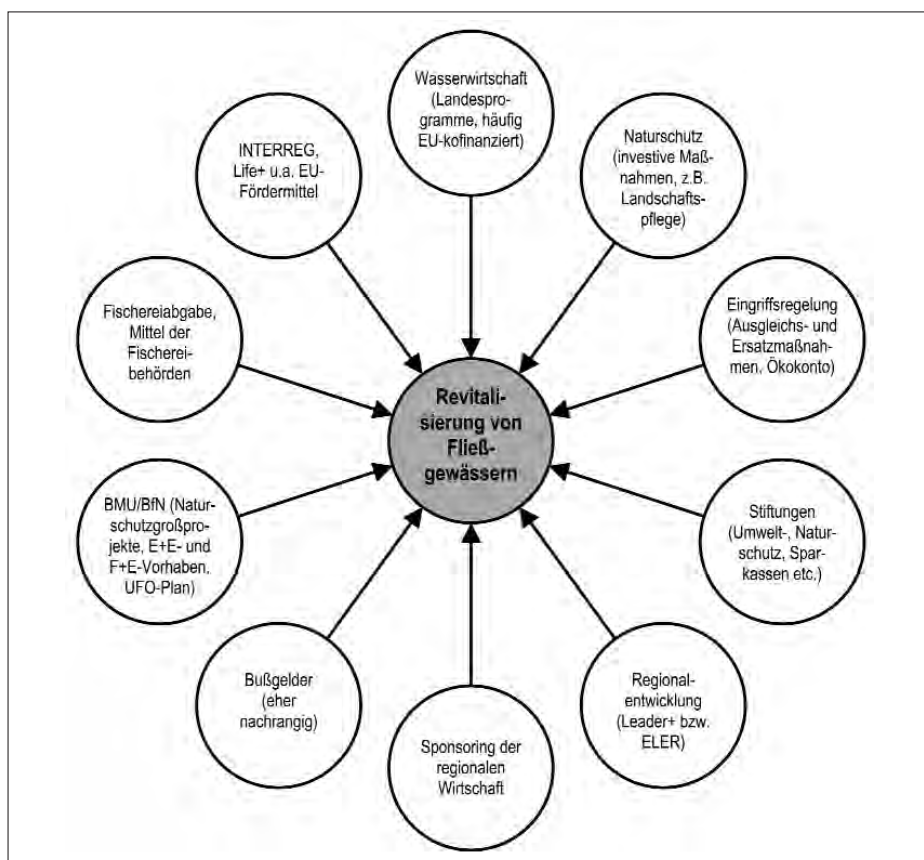 Wasserwirtschaft
(Landespro-
gramme, häufig
EU-kofinanziert)
Naturschutz
(investive Maß-
nahmen, z.B.
Landschafts-
pflege)
Eingriffsregelung
(Ausgleichs- und
Ersatzmaßnah-
men, Ökokonto)
Stiftungen
(Umwelt-, Natur-
schutz, Spar-
kassen etc.)
Regional-
entwicklung
(Leader+ bzw.
ELER)
Sponsoring der
regionalen
Wirtschaft
Bußgelder
(eher
nachrangig)
BMU/BfN (Natur-
schutzgroßpro-
jekte, E+E- und
F+E-Vorhaben,
UFO-Plan)
Fischereiabgabe,
Mittel der
Fischerei-
behörden
INTERREG,
Life+ u.a. EU-
Fördermittel
Revitali-
sierung von
Fließ-
gewässern